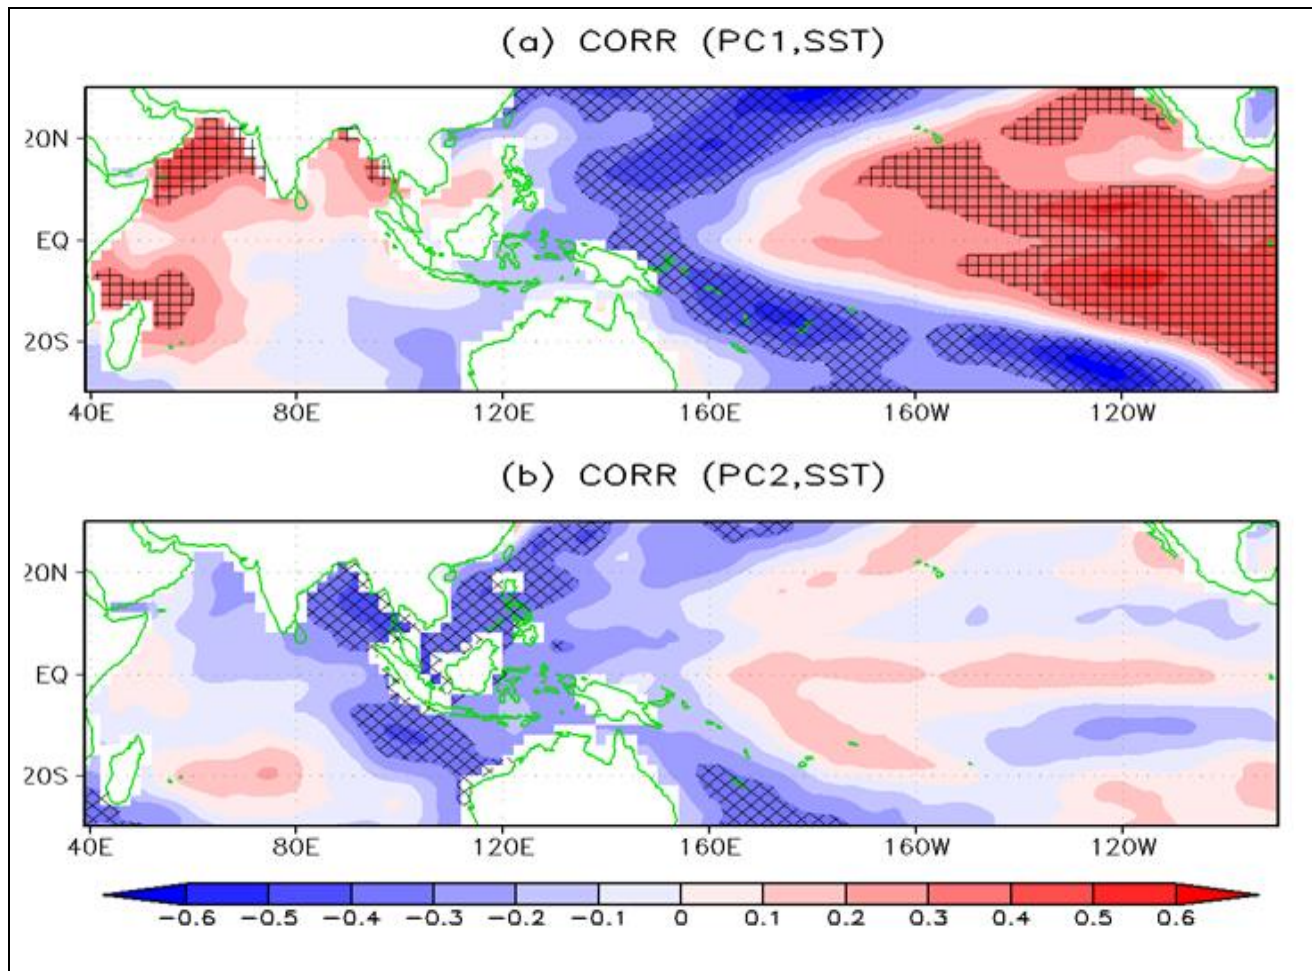 (a) CORR (PC1,SST)
20N
EQ
20S
40E 80E 120E 160E 160W 120W
(b) CORR (PC2,SST)
20N
EQ
20S
40E 80E 120E 160E 160W 120W
-0.6 -0.5 -0.4 -0.3 -0.2 -0.1 0 0.1 0.2 0.3 0.4 0.5 0.6